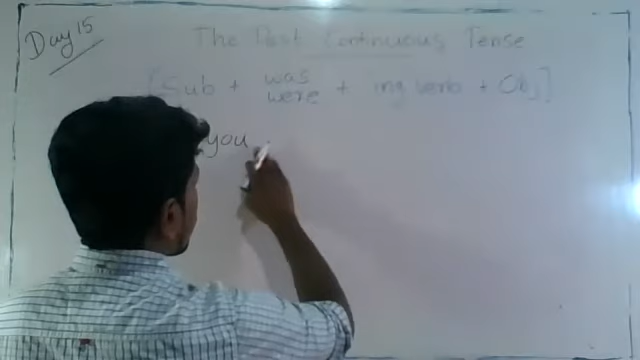 Day 15
The Past Continuous Tense
[Sub + was
were + ing verb + Obj]
you